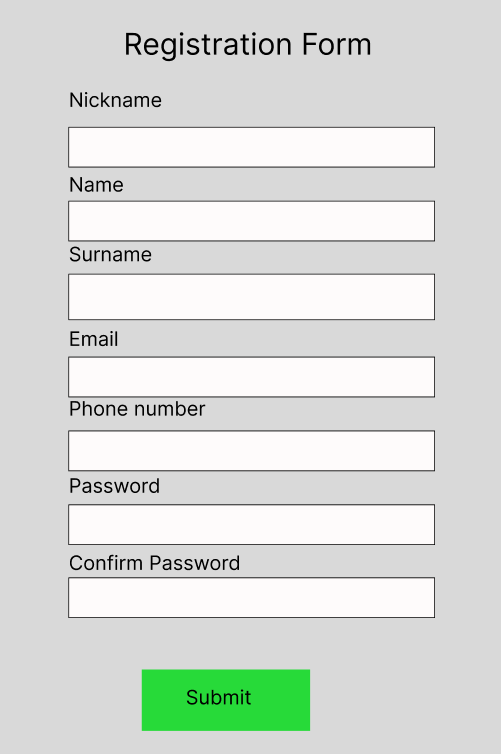 Registration Form
Nickname
Name
Surname
Email
Phone number
Password
Confirm Password
Submit